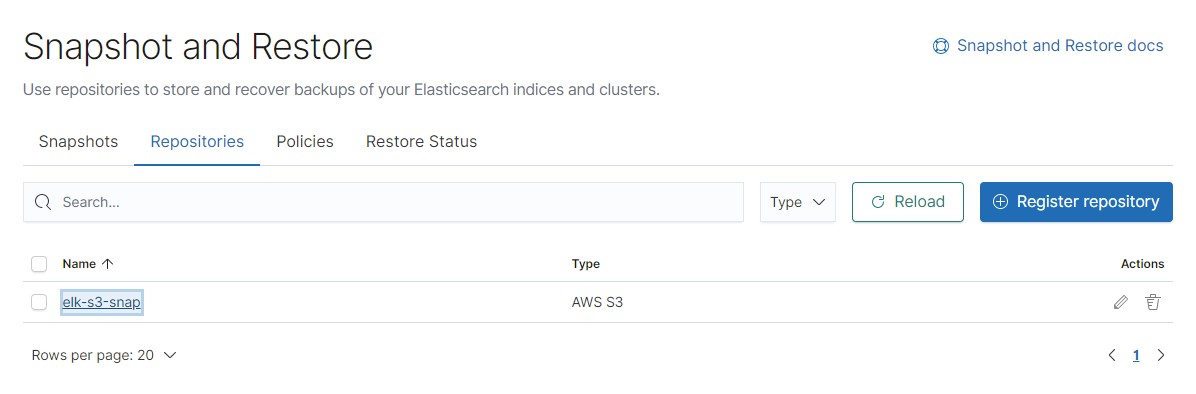 Snapshot and Restore
Snapshot and Restore docs
Use repositories to store and recover backups of your Elasticsearch indices and clusters.
Snapshots Repositories Policies Restore Status
Search... Type Reload Register repository
Name Type Actions
elk-s3-snap AWS S3
Rows per page: 20 1